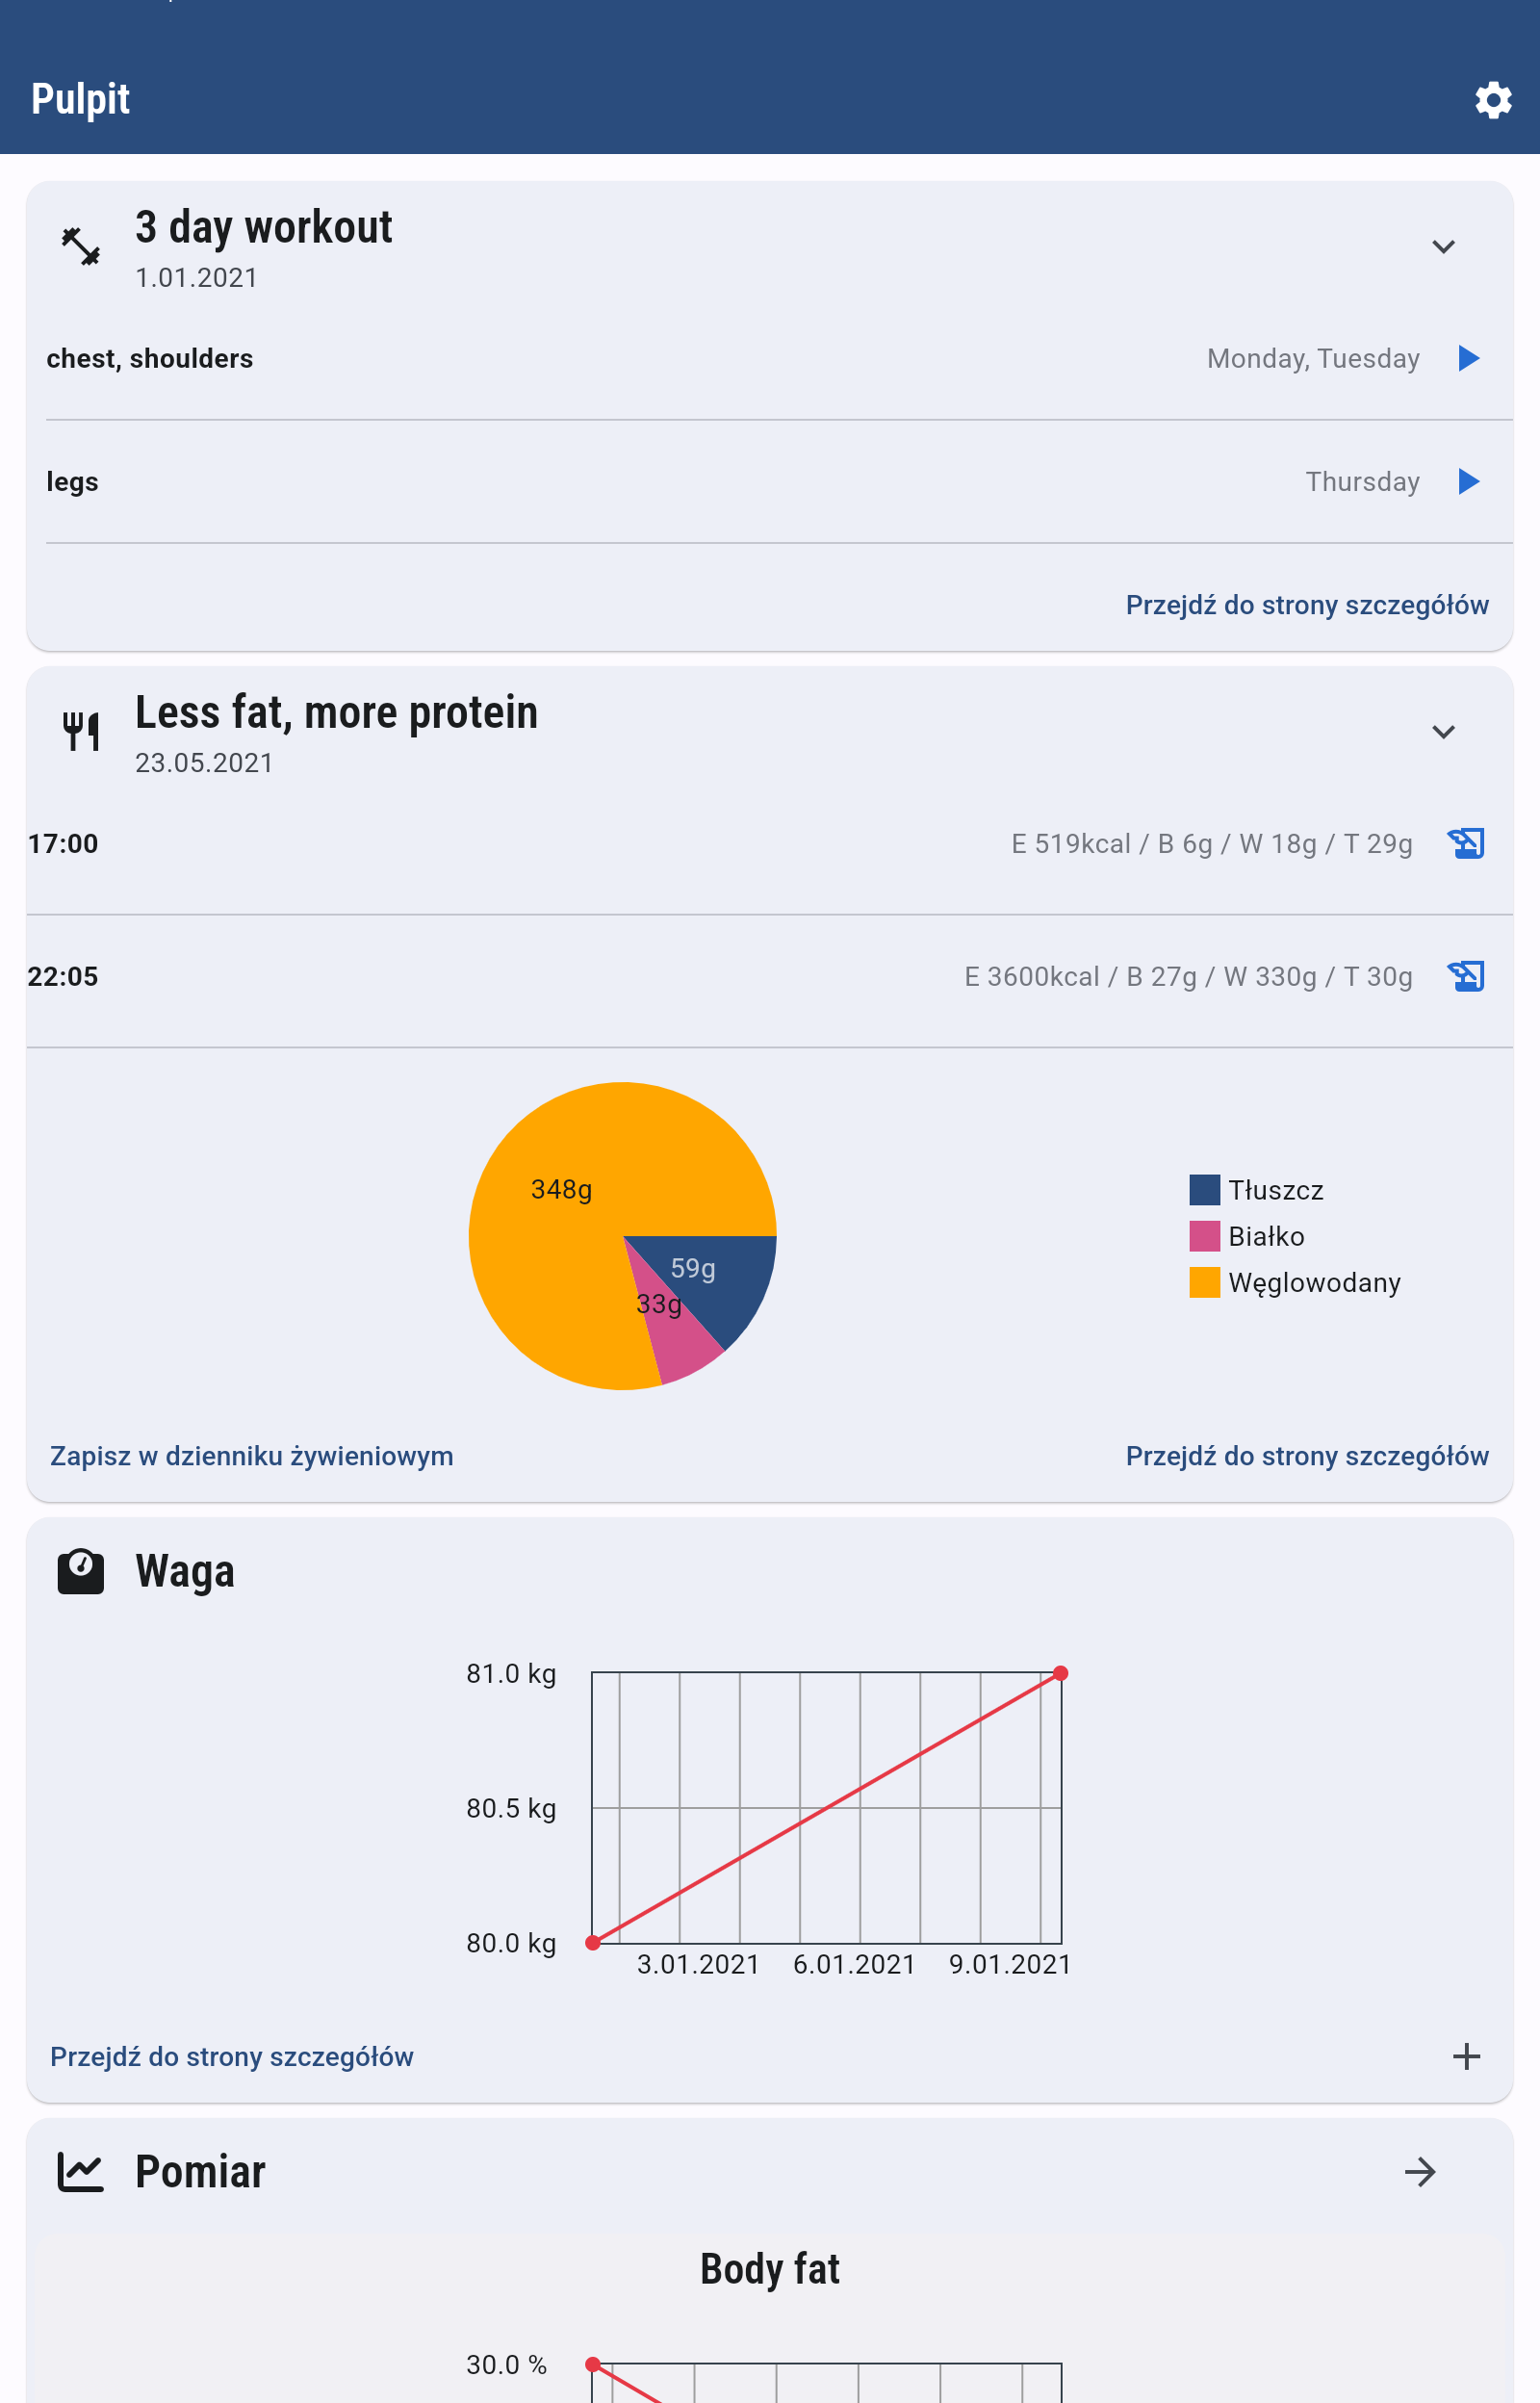 Pulpit
3 day workout
1.01.2021
chest, shoulders Monday, Tuesday
legs Thursday
Przejdź do strony szczegółów
Less fat, more protein
23.05.2021
17:00 E 519kcal / B 6g / W 18g / T 29g
22:05 E 3600kcal / B 27g / W 330g / T 30g
348g
59g
33g
Tłuszcz
Białko
Węglowodany
Zapisz w dzienniku żywieniowym Przejdź do strony szczegółów
Waga
81.0 kg
80.5 kg
80.0 kg
3.01.2021 6.01.2021 9.01.2021
Przejdź do strony szczegółów
Pomiar
Body fat
30.0 %